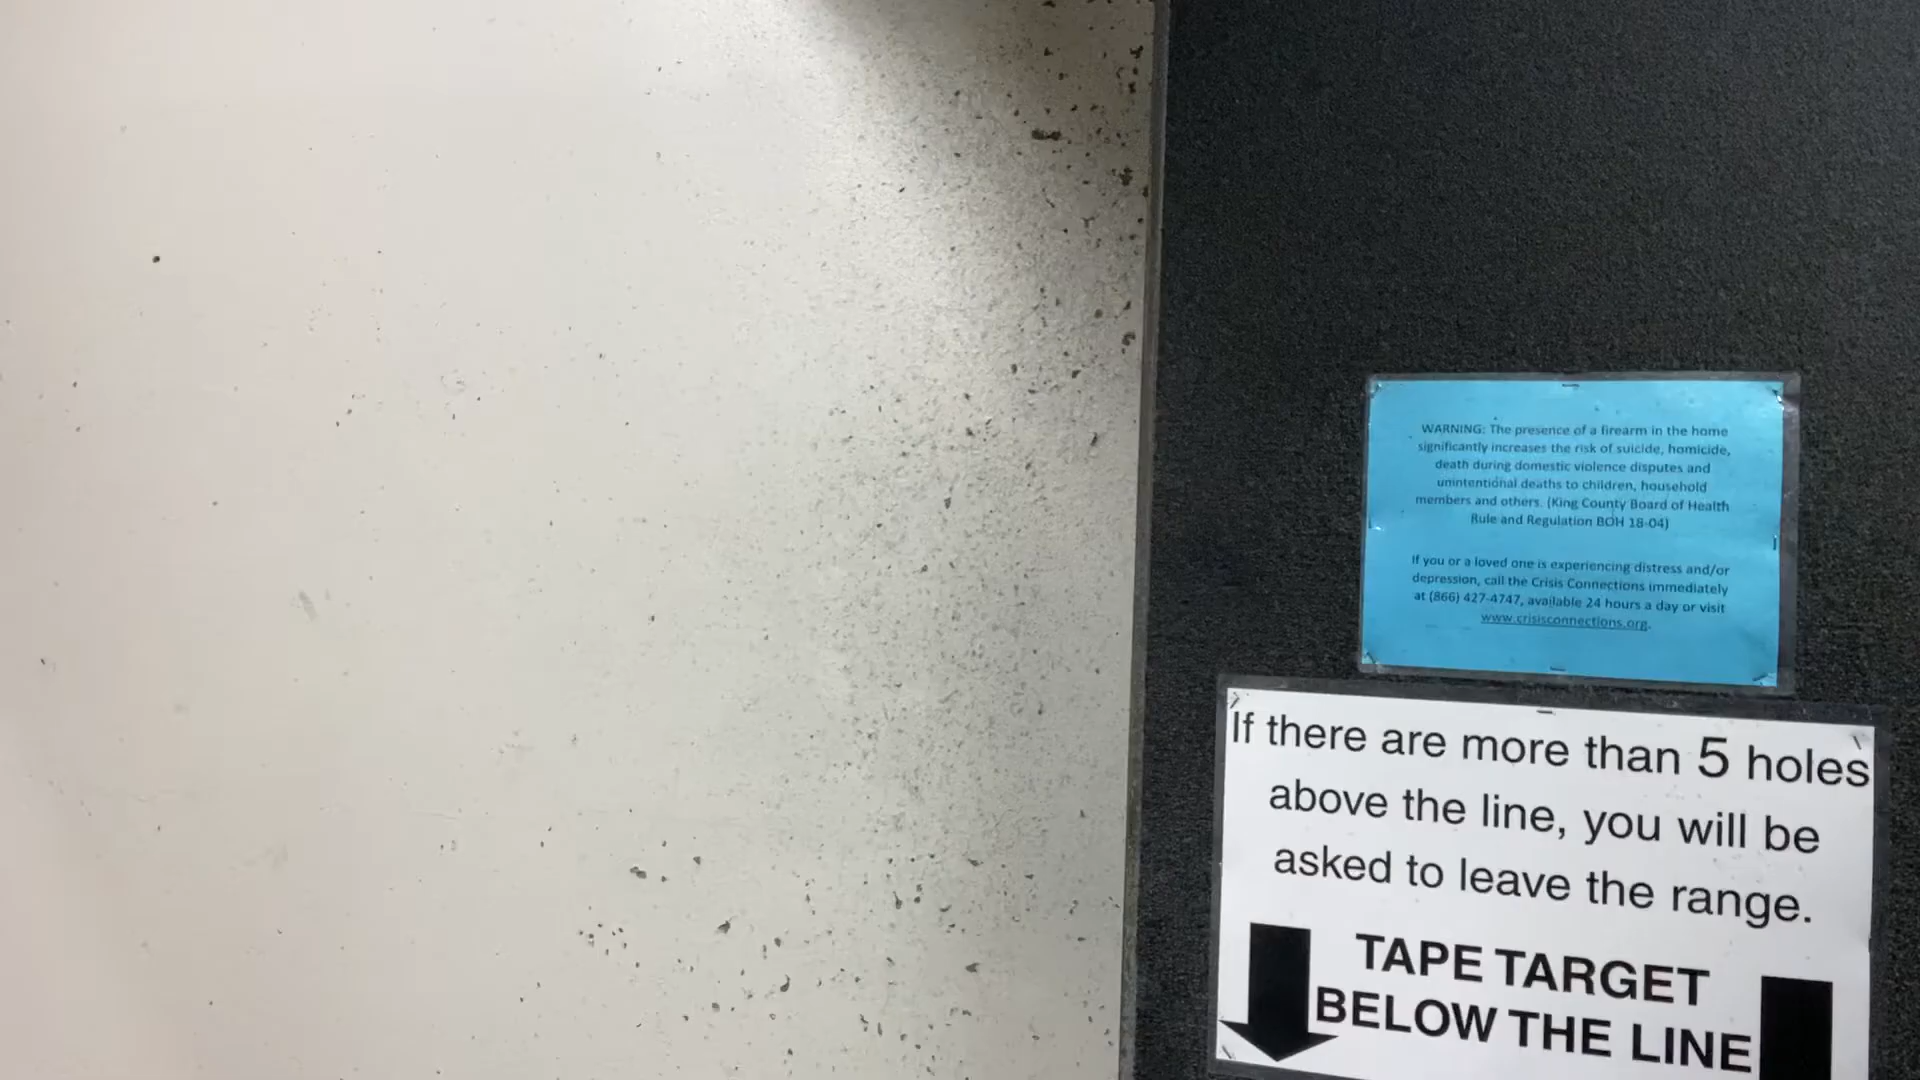 WARNING: The presence of a firearm in the home
significantly increases the risk of suicide, homicide,
death during domestic violence disputes and
unintentional deaths to children, household
members and others. (King County Board of Health
Rule and Regulation BOH 18-04)
If you or a loved one is experiencing distress and/or
depression, call the Crisis Connections immediately
at (866) 427-4747, available 24 hours a day or visit
www.crisisconnections.org.
If there are more than 5 holes
above the line, you will be
asked to leave the range.
TAPE TARGET
BELOW THE LINE